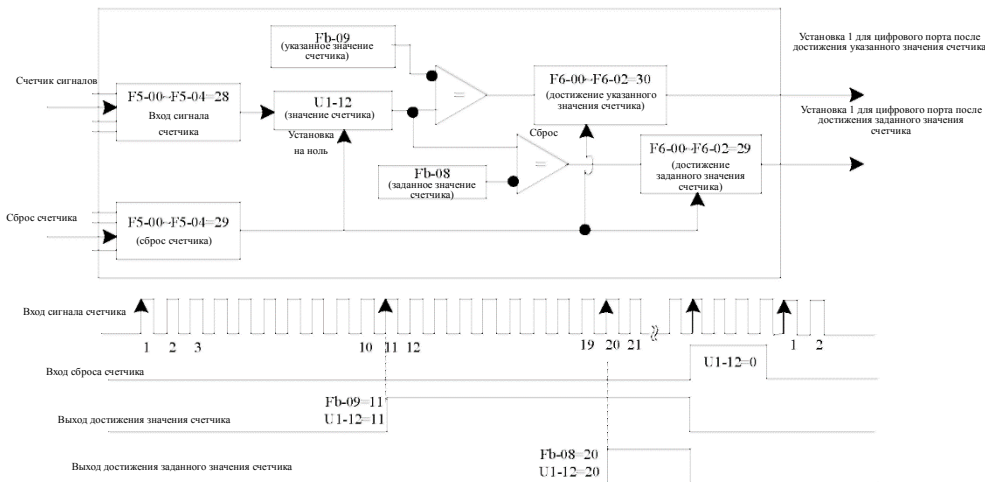 Fb-09
(указанное значение
счетчика)
Установка 1 для цифрового порта после
достижения указанного значения счетчика
Счетчик сигналов
F5-00~F5-04=28
Вход сигнала
счетчика
U1-12
(значение счетчика)
=
F6-00~F6-02=30
(достижение указанного
значения счетчика)
Установка 1 для цифрового порта после
достижения заданного значения
счетчика
Установка
на ноль
Сброс
=
Fb-08
(заданное значение
счетчика)
F6-00~F6-02=29
(достижение
заданного значения
счетчика)
Сброс счетчика
F5-00~F5-04=29
(сброс счетчика)
Вход сигнала счетчика
1 2 3 10 11 12 19 20 21 1 2
Вход сброса счетчика
U1-12=0
Fb-09=11
U1-12=11
Выход достижения значения счетчика
Fb-08=20
U1-12=20
Выход достижения заданного значения счетчика